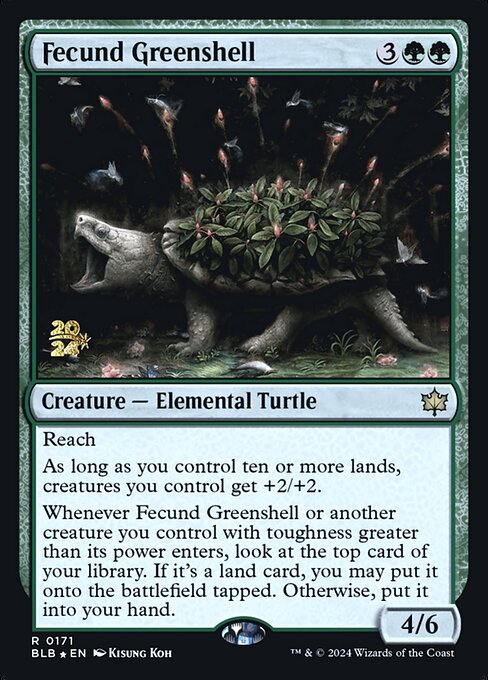 Fecund Greenshell 3
2024
Creature — Elemental Turtle
Reach
As long as you control ten or more lands,
creatures you control get +2/+2.
Whenever Fecund Greenshell or another
creature you control with toughness greater
than its power enters, look at the top card of
your library. If it's a land card, you may put it
onto the battlefield tapped. Otherwise, put it
into your hand.
4/6
R 0171
BLB ★ EN Kisung Koh
™ & © 2024 Wizards of the Coast